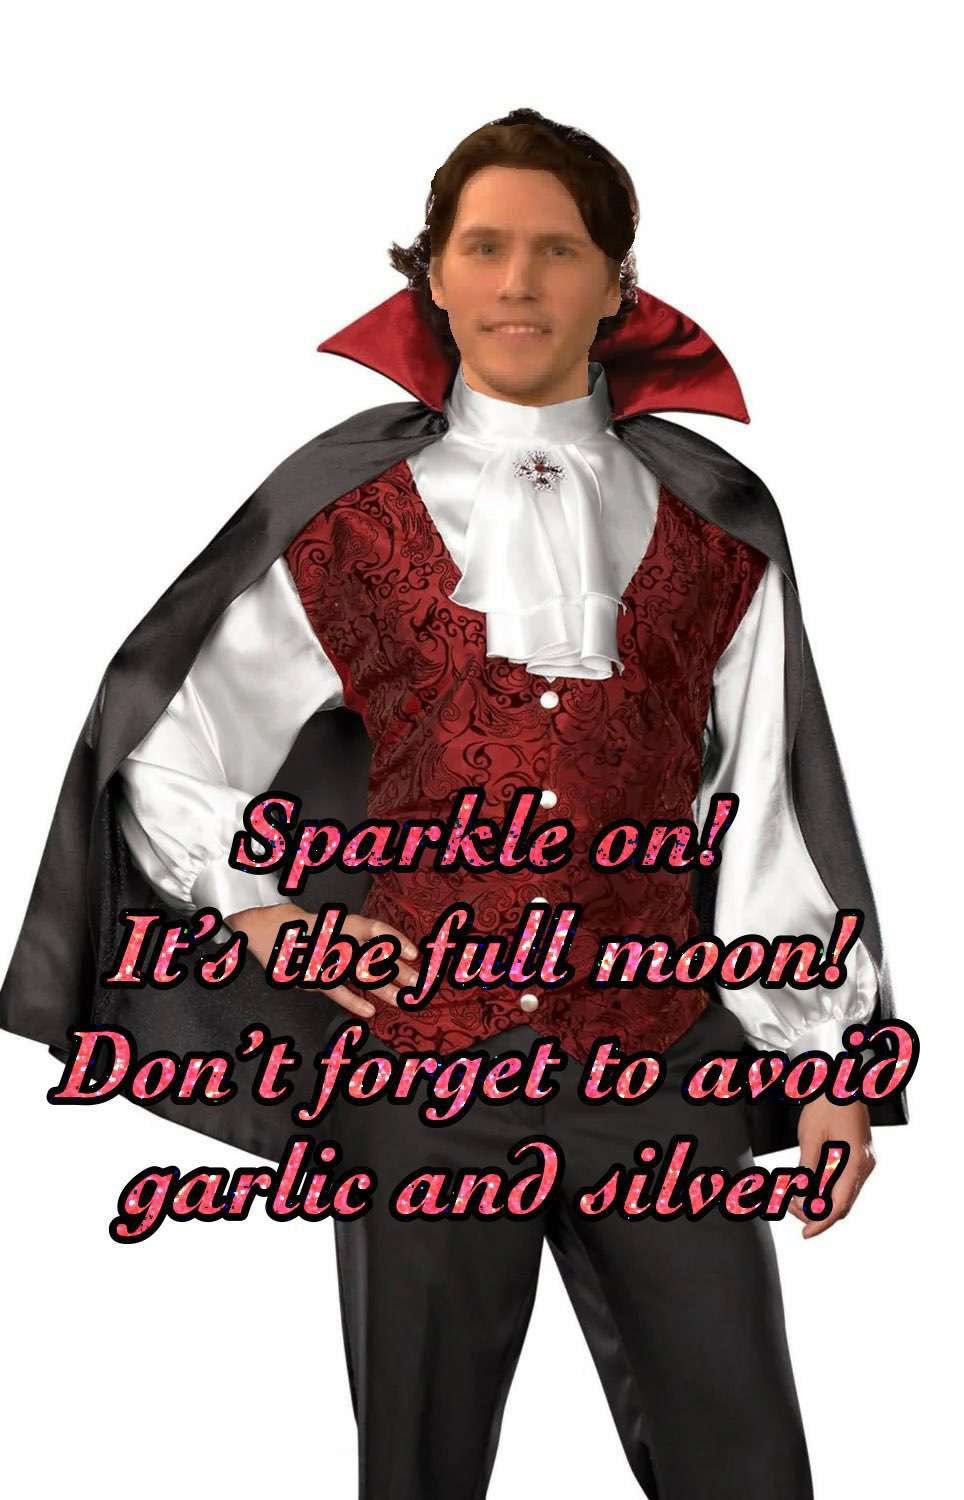 Sparkle on!
It's the full moon!
Don't forget to avoid
garlic and silver!